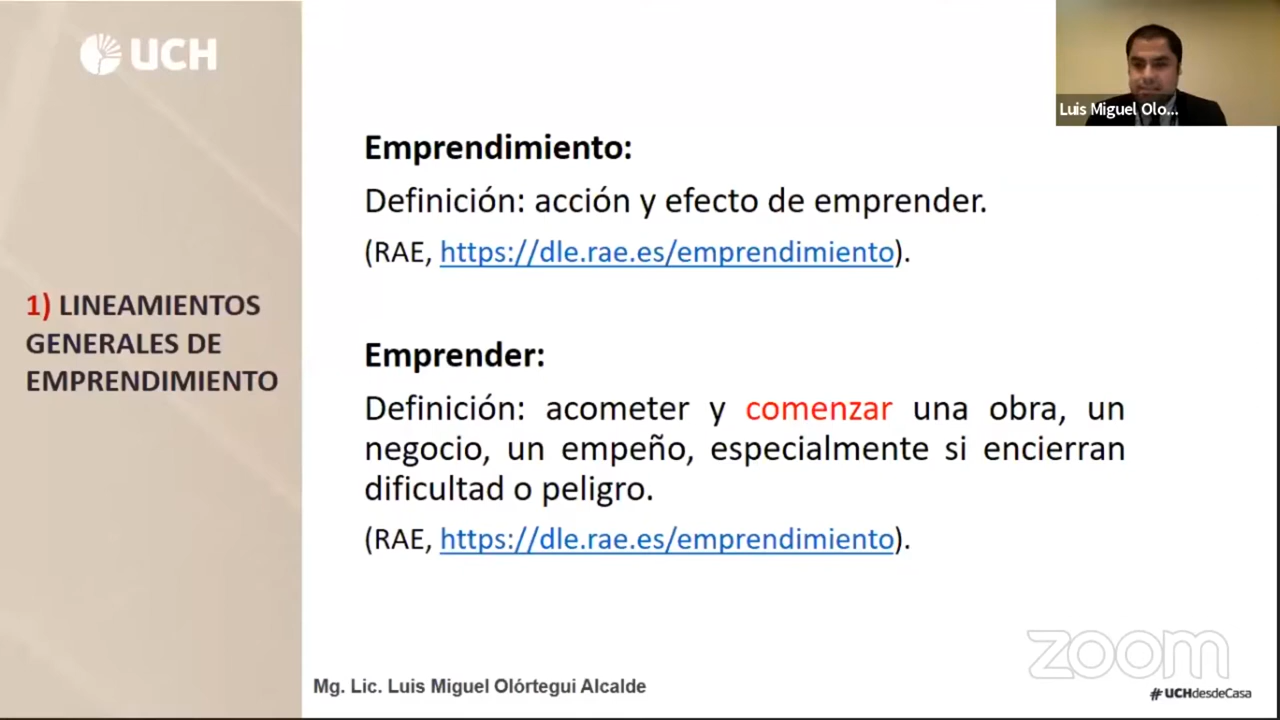 UCH
Luis Miguel Olo...
Emprendimiento:
Definición: acción y efecto de emprender.
(RAE, https://dle.rae.es/emprendimiento).
1) LINEAMIENTOS
GENERALES DE
EMPRENDIMIENTO
Emprender:
Definición: acometer y comenzar una obra, un
negocio, un empeño, especialmente si encierran
dificultad o peligro.
(RAE, https://dle.rae.es/emprendimiento).
zoom
Mg. Lic. Luis Miguel Olórtegui Alcalde
#UCHdesdeCasa